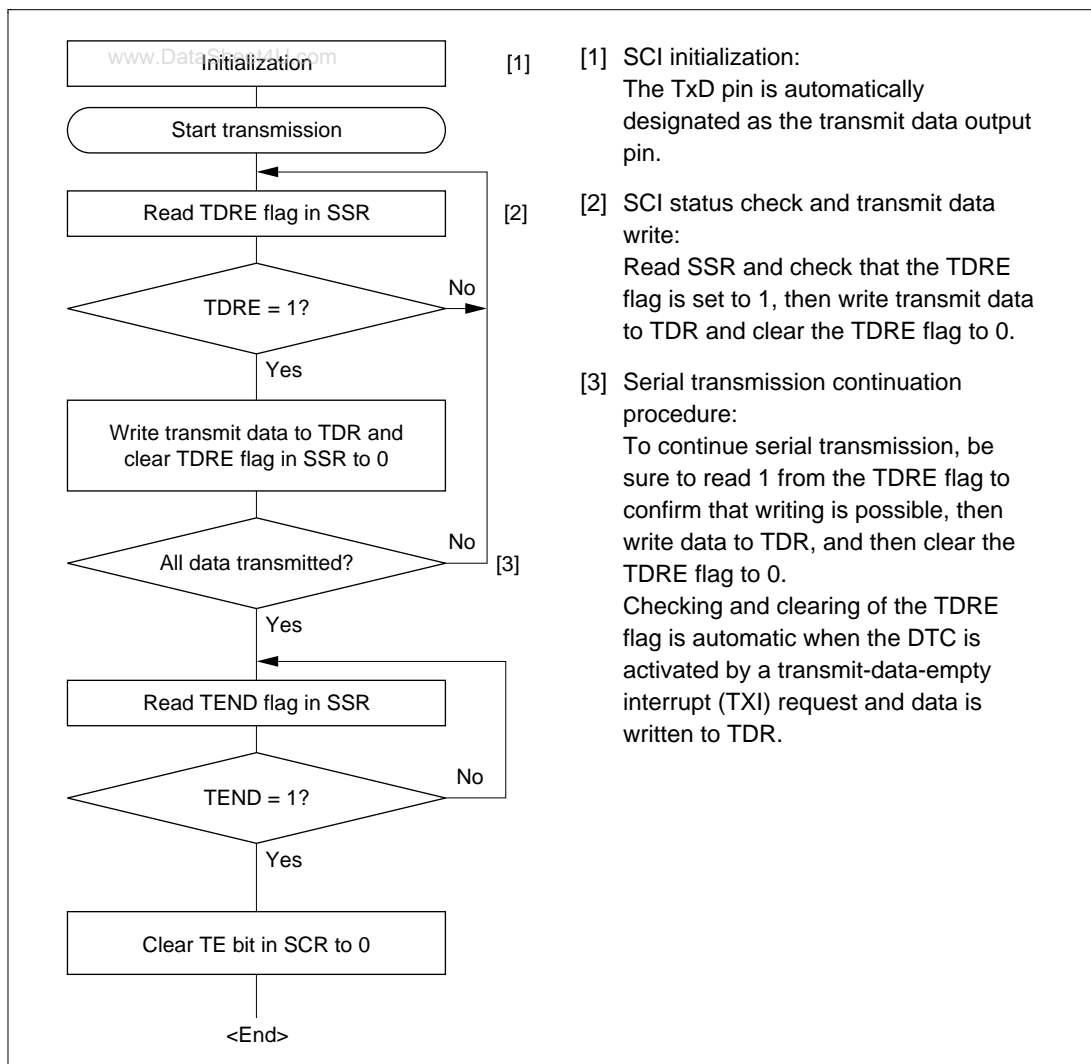 www.DataSheet4U.com
Initialization
[1]
Start transmission
Read TDRE flag in SSR
[2]
TDRE = 1?
No
Yes
Write transmit data to TDR and
clear TDRE flag in SSR to 0
All data transmitted?
No
[3]
Yes
Read TEND flag in SSR
TEND = 1?
No
Yes
Clear TE bit in SCR to 0
<End>
[1] SCI initialization:
The TxD pin is automatically
designated as the transmit data output
pin.
[2] SCI status check and transmit data
write:
Read SSR and check that the TDRE
flag is set to 1, then write transmit data
to TDR and clear the TDRE flag to 0.
[3] Serial transmission continuation
procedure:
To continue serial transmission, be
sure to read 1 from the TDRE flag to
confirm that writing is possible, then
write data to TDR, and then clear the
TDRE flag to 0.
Checking and clearing of the TDRE
flag is automatic when the DTC is
activated by a transmit-data-empty
interrupt (TXI) request and data is
written to TDR.